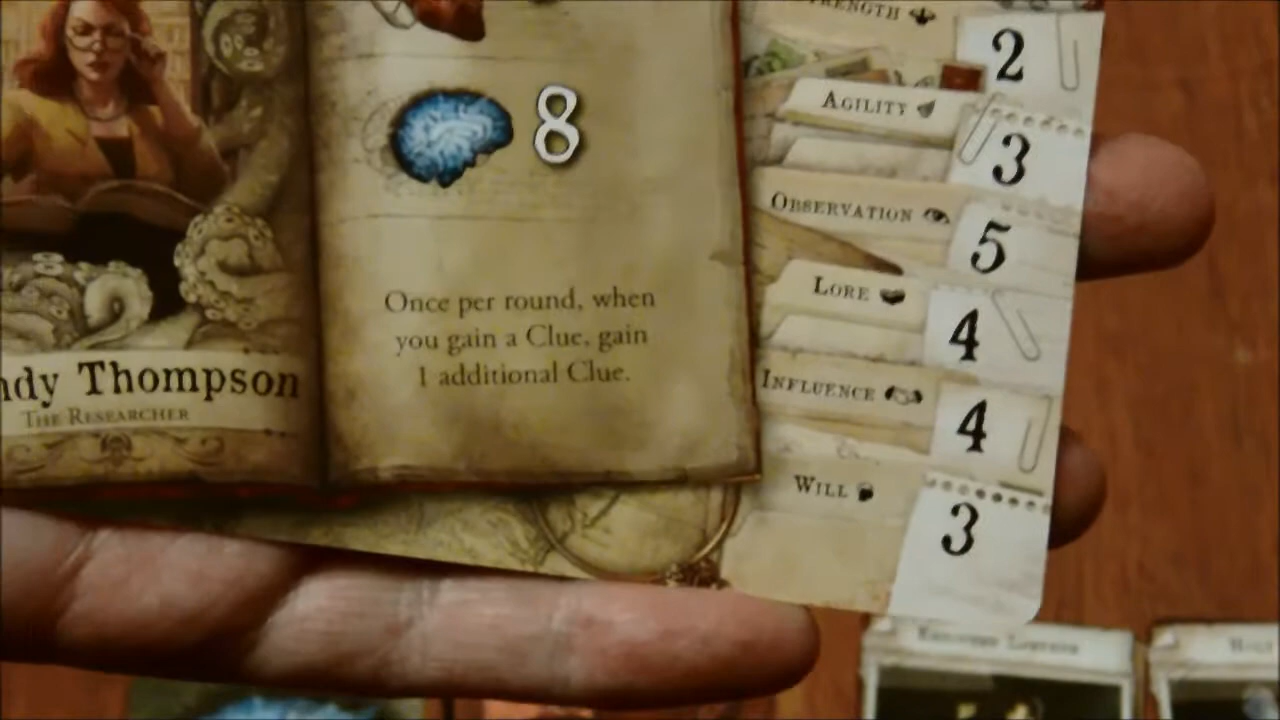 8
Once per round, when
you gain a Clue, gain
1 additional Clue.
ndy Thompson
The Researcher
Strength 2
Agility 3
Observation 5
Lore 4
Influence 4
Will 3